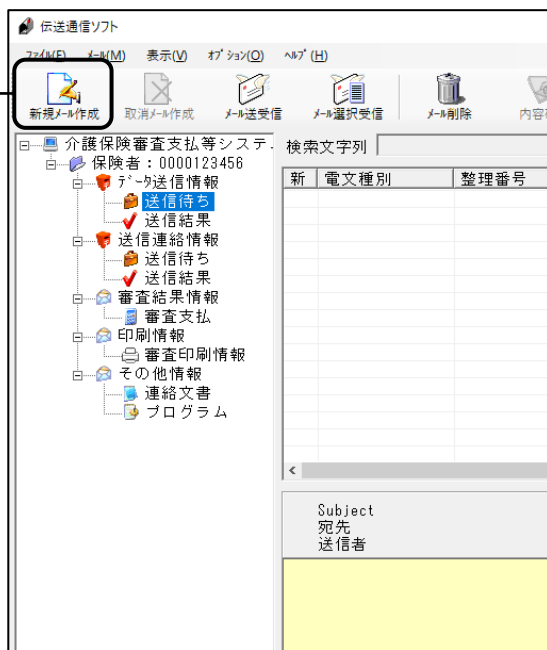 伝送通信ソフト
ﾌｧｲﾙ(F) ﾒｰﾙ(M) 表示(V) ｵﾌﾟｼｮﾝ(O) ﾍﾙﾌﾟ(H)
新規ﾒｰﾙ作成 取消ﾒｰﾙ作成 ﾒｰﾙ送受信 ﾒｰﾙ選択受信 ﾒｰﾙ削除 内容
介護保険審査支払等システ
保険者：0000123456
ﾃﾞｰﾀ送信情報
送信待ち
送信結果
送信連絡情報
送信待ち
送信結果
審査結果情報
審査支払
印刷情報
審査印刷情報
その他情報
連絡文書
プログラム
検索文字列
新 電文種別 整理番号
Subject
宛先
送信者